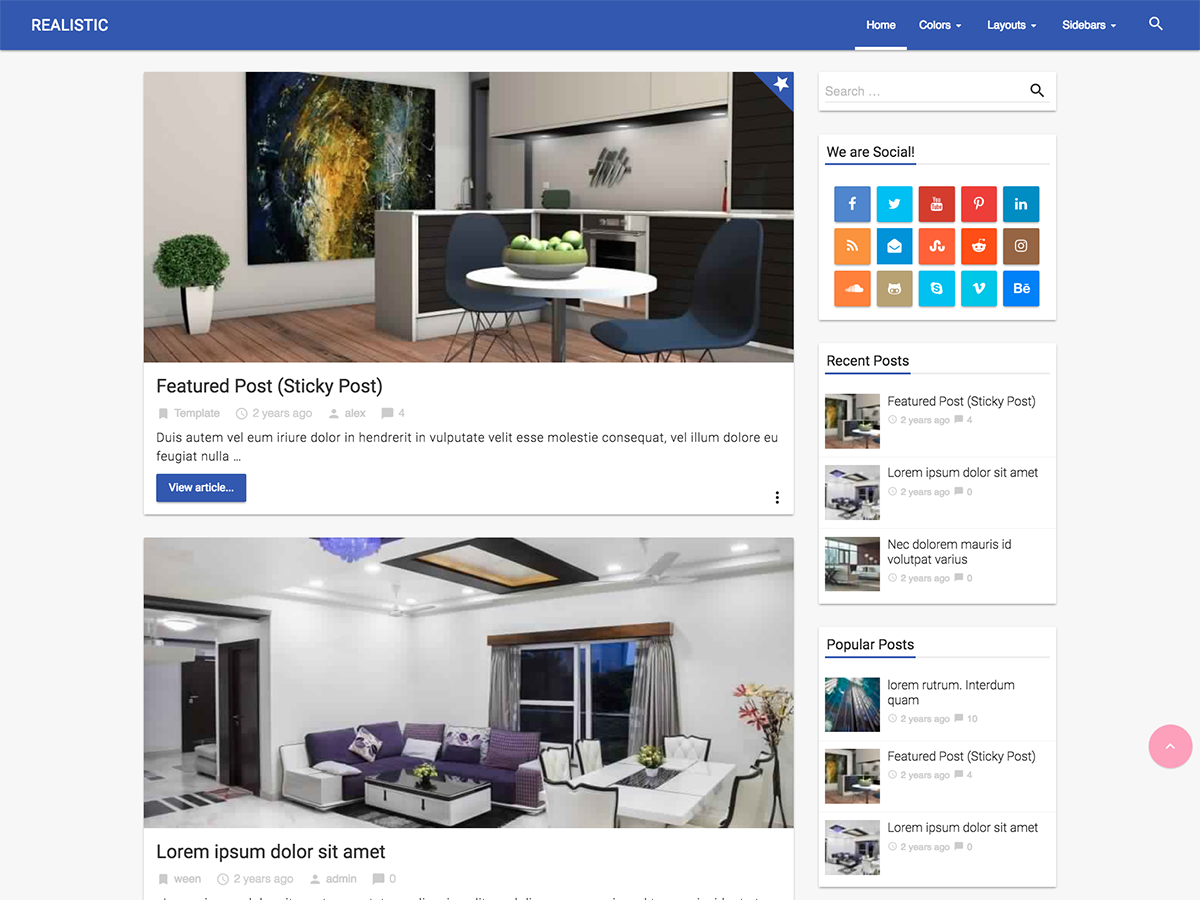 REALISTIC
Home Colors Layouts Sidebars
Featured Post (Sticky Post)
Template 2 years ago alex 4
Duis autem vel eum iriure dolor in hendrerit in vulputate velit esse molestie consequat, vel illum dolore eu
feugiat nulla ...
View article...
Lorem ipsum dolor sit amet
ween 2 years ago admin 0
Search ...
We are Social!
You
Tube
in
Bē
Recent Posts
Featured Post (Sticky Post)
2 years ago 4
Lorem ipsum dolor sit amet
2 years ago 0
Nec dolorem mauris id
volutpat varius
2 years ago 0
Popular Posts
lorem rutrum. Interdum
quam
2 years ago 10
Featured Post (Sticky Post)
2 years ago 4
Lorem ipsum dolor sit amet
2 years ago 0